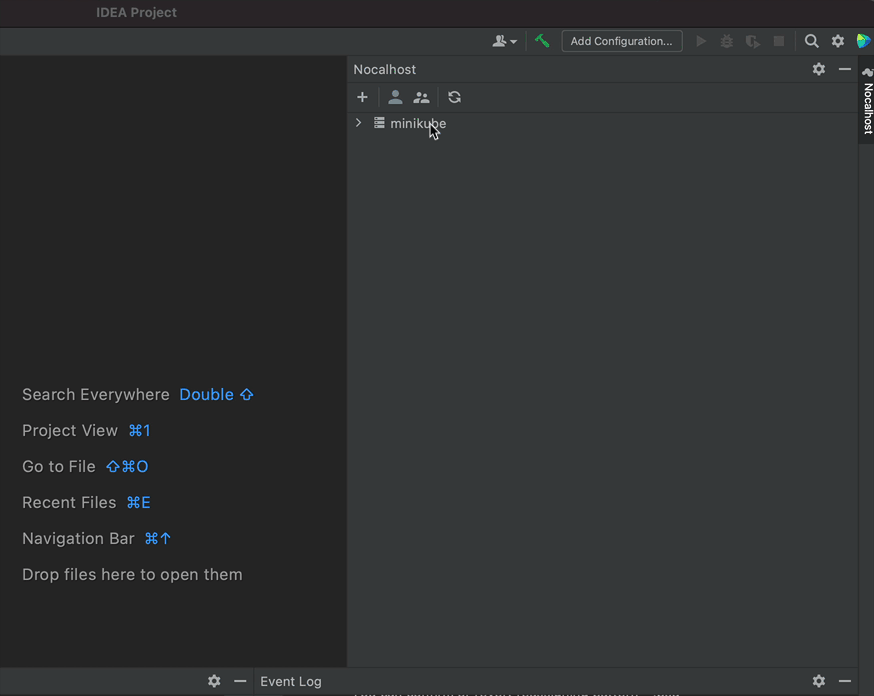 IDEA Project
Add Configuration...
Nocalhost
minikube
Nocalhost
Search Everywhere Double ⇧
Project View ⌘1
Go to File ⇧⌘O
Recent Files ⌘E
Navigation Bar ⌘↑
Drop files here to open them
Event Log